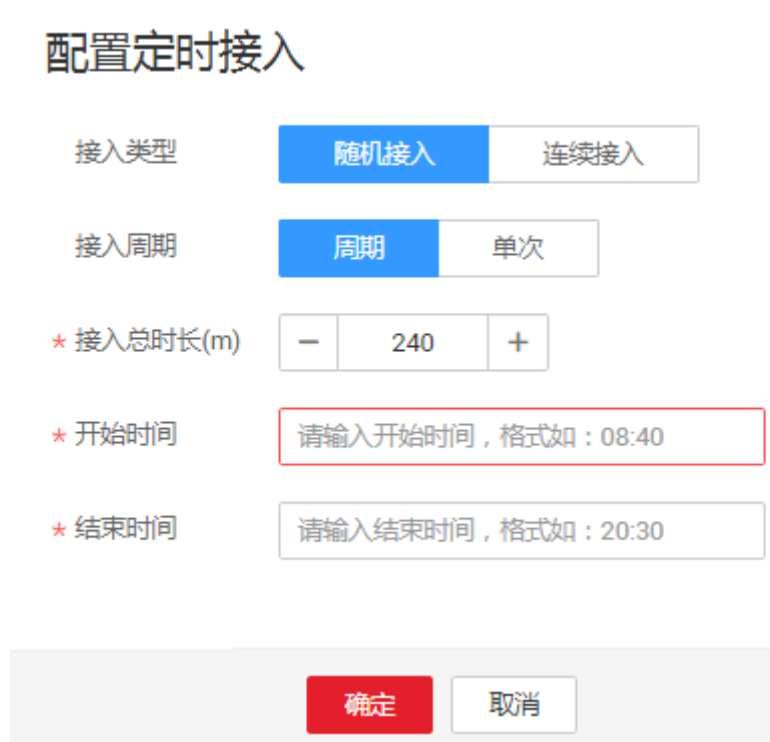 配置定时接入
接入类型 随机接入 连续接入
接入周期 周期 单次
* 接入总时长(m) − 240 +
* 开始时间 请输入开始时间，格式如：08:40
* 结束时间 请输入结束时间，格式如：20:30
确定 取消